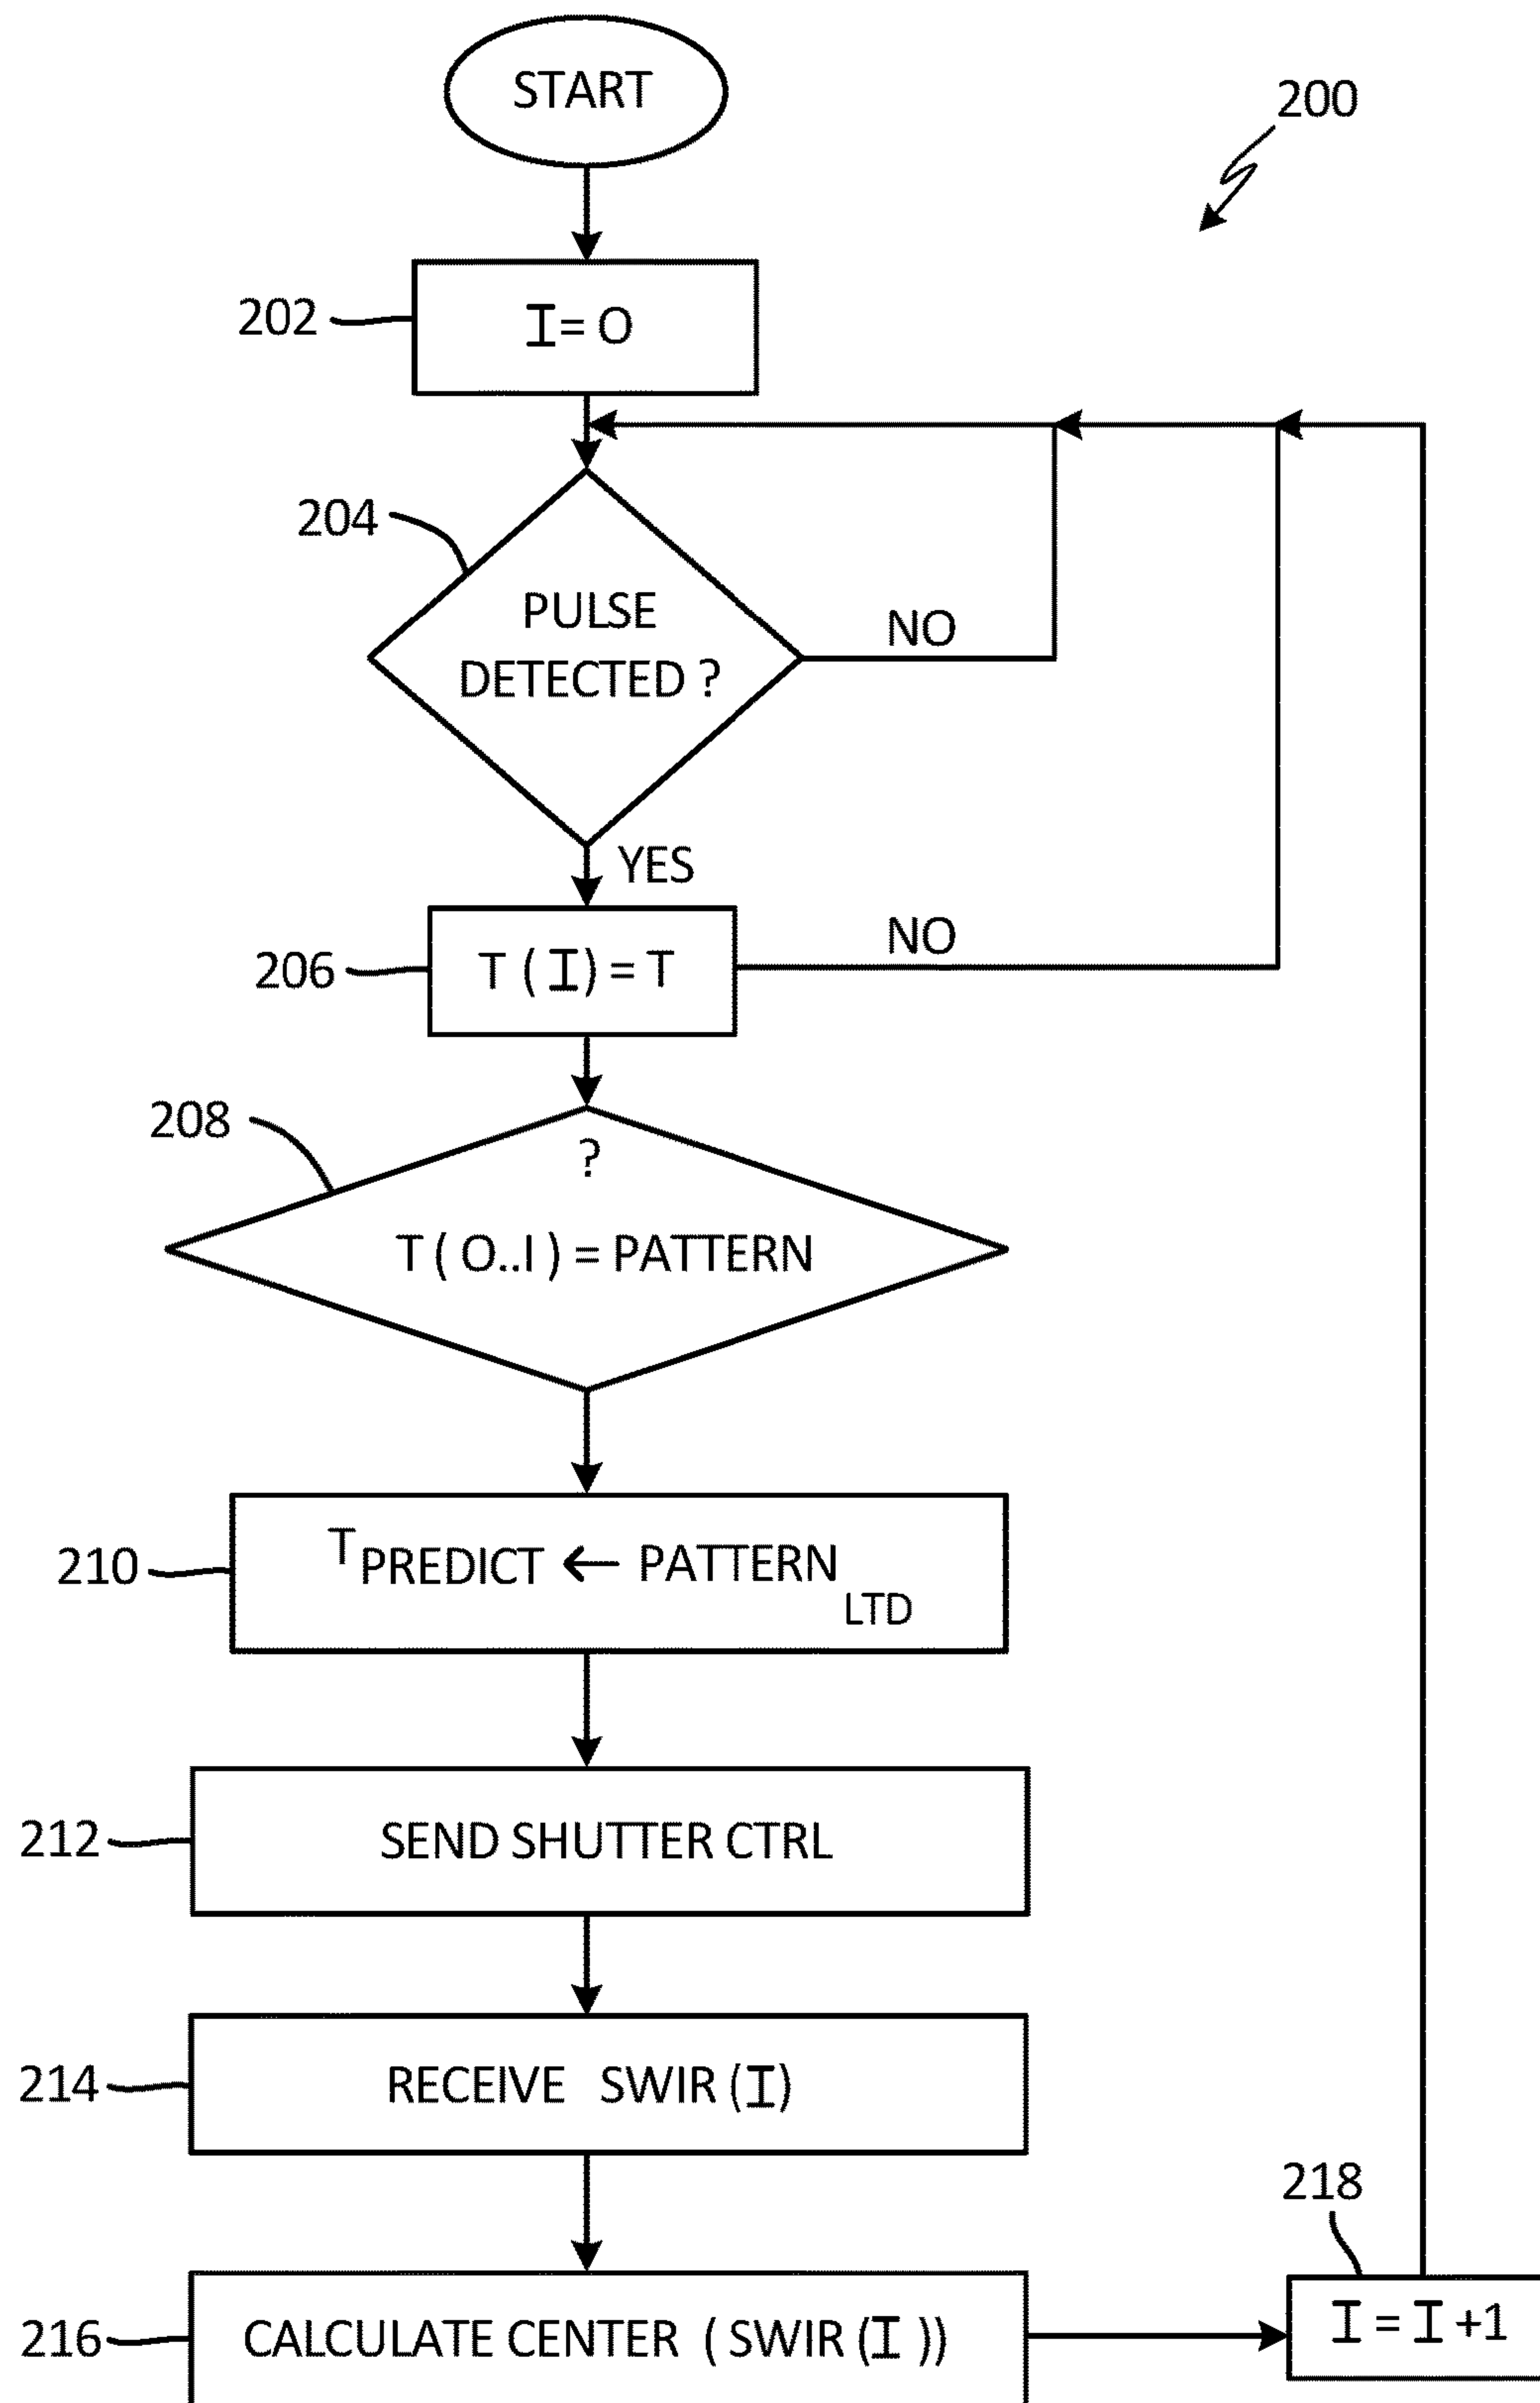 START
200
202
I = O
204
PULSE
DETECTED ?
NO
YES
206
T ( I ) = T
NO
208
?
T ( O..I ) = PATTERN
210
T PREDICT ← PATTERN LTD
212
SEND SHUTTER CTRL
214
RECEIVE SWIR (I)
218
216
CALCULATE CENTER ( SWIR (I ))
I = I +1